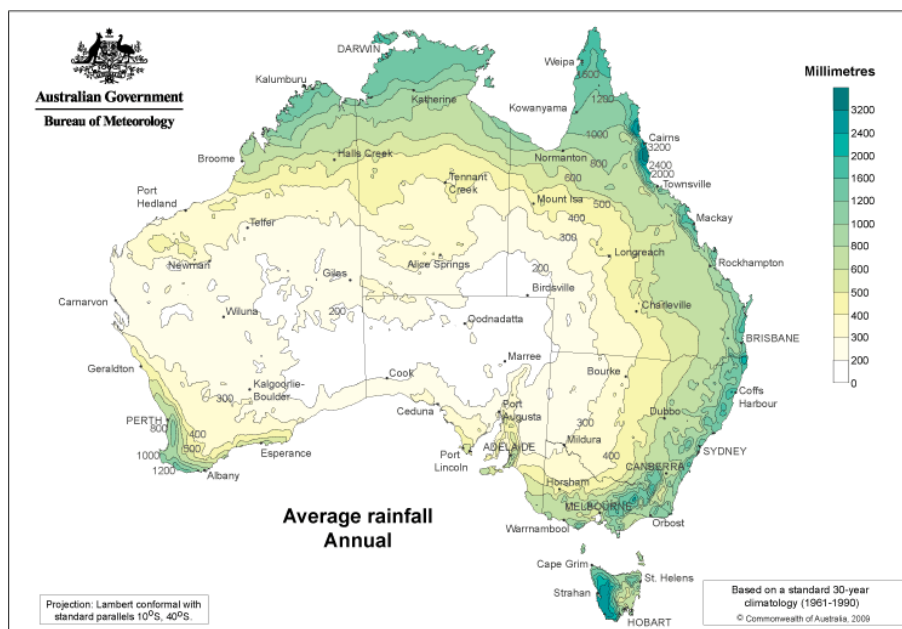 Australian Government
Bureau of Meteorology
DARWIN
Weipa
Kalumburu
Katherine
Kowanyama
1600
1200
1000
Cairns
3200
2400
2000
Broome
Halls Creek
Normanton
800
600
Townsville
Tennant
Creek
Mount Isa
500
400
300
Mackay
Port
Hedland
Telfer
Newman
Alice Springs
Giles
Longreach
200
Rockhampton
Birdsville
Carnarvon
Wiluna
200
Oodnadatta
Charleville
BRISBANE
Marree
Geraldton
Cook
Bourke
Kalgoorlie-
Boulder
300
Coffs
Harbour
Ceduna
Port
Augusta
Dubbo
PERTH
800
400
500
1000
1200
300
Mildura
ADELAIDE
SYDNEY
Esperance
Port
Lincoln
400
CANBERRA
Albany
Horsham
MELBOURNE
Warrnambool
Orbost
Cape Grim
St. Helens
Strahan
HOBART
Millimetres
3200
2400
1600
1200
1000
800
600
500
400
300
200
0
Average rainfall
Annual
Projection: Lambert conformal with
standard parallels 10°S, 40°S.
Based on a standard 30-year
climatology (1961-1990)
© Commonwealth of Australia, 2009